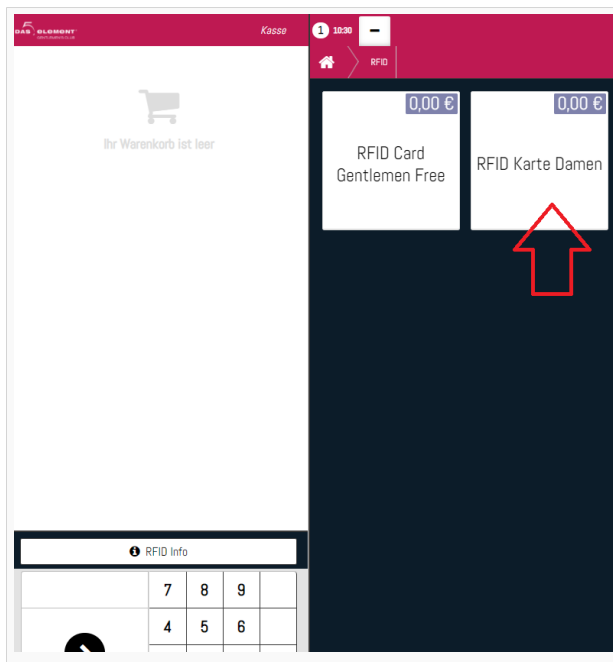 DAS 5 element
Kasse
Ihr Warenkorb ist leer
1 10:30 –
RFID
0,00 €
RFID Card
Gentlemen Free
0,00 €
RFID Karte Damen
RFID Info
7 8 9
4 5 6